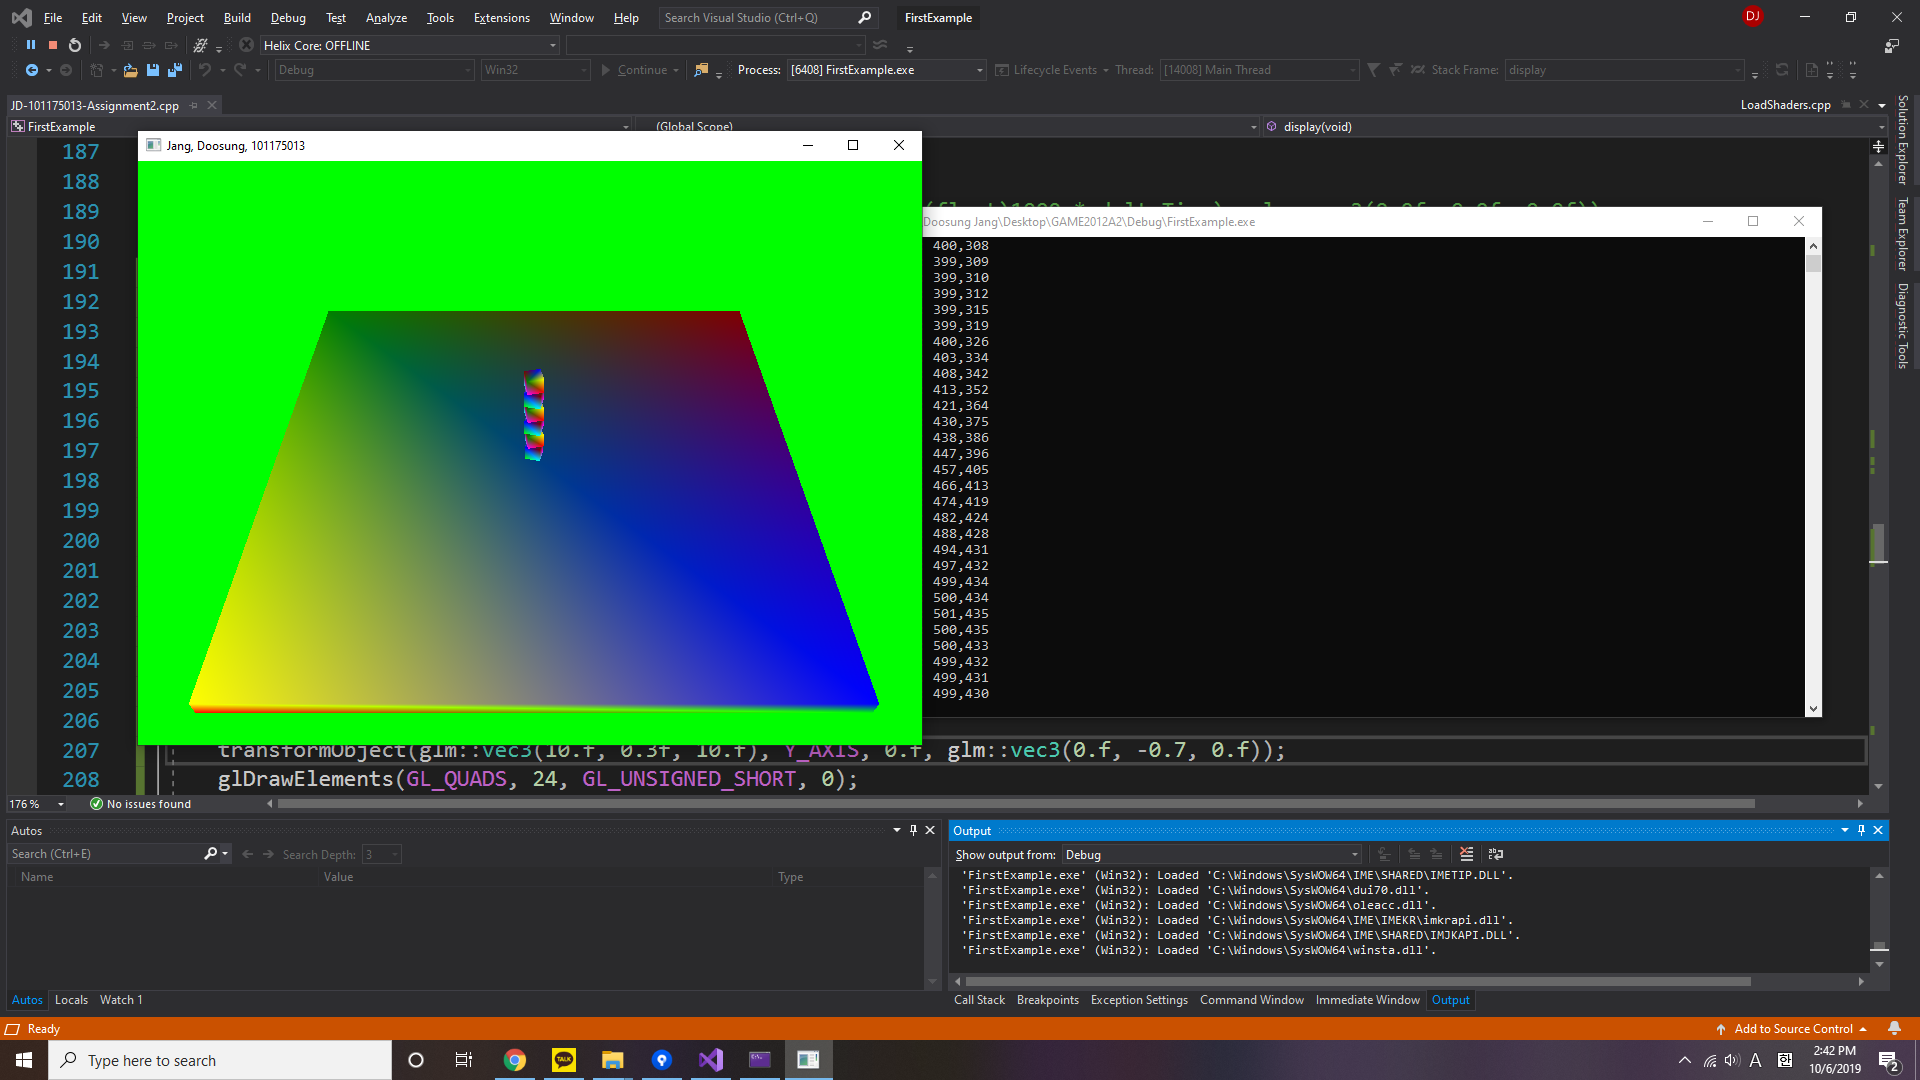 File Edit View Project Build Debug Test Analyze Tools Extensions Window Help Search Visual Studio (Ctrl+Q) FirstExample DJ
Helix Core: OFFLINE
Debug Win32 Continue Process: [6408] FirstExample.exe Lifecycle Events Thread: [14008] Main Thread Stack Frame: display
JD-101175013-Assignment2.cpp LoadShaders.cpp
FirstExample (Global Scope) display(void)
Solution Explorer
Team Explorer
Diagnostic Tools
187
188
189
190
191
192
193
194
195
196
197
198
199
200
201
202
203
204
205
206
207 transformObject(glm::vec3(10.f, 0.3f, 10.f), Y_AXIS, 0.f, glm::vec3(0.f, -0.7, 0.f));
208 glDrawElements(GL_QUADS, 24, GL_UNSIGNED_SHORT, 0);
Jang, Doosung, 101175013
Doosung Jang\Desktop\GAME2012A2\Debug\FirstExample.exe
400,308
399,309
399,310
399,312
399,315
399,319
400,326
403,334
408,342
413,352
421,364
430,375
438,386
447,396
457,405
466,413
474,419
482,424
488,428
494,431
497,432
499,434
500,434
501,435
500,435
500,433
499,432
499,431
499,430
176 % No issues found
Autos
Search (Ctrl+E) Search Depth: 3
Name Value Type
Autos Locals Watch 1
Output
Show output from: Debug
'FirstExample.exe' (Win32): Loaded 'C:\Windows\SysWOW64\IME\SHARED\IMETIP.DLL'.
'FirstExample.exe' (Win32): Loaded 'C:\Windows\SysWOW64\dui70.dll'.
'FirstExample.exe' (Win32): Loaded 'C:\Windows\SysWOW64\oleacc.dll'.
'FirstExample.exe' (Win32): Loaded 'C:\Windows\SysWOW64\IME\IMEKR\imkrapi.dll'.
'FirstExample.exe' (Win32): Loaded 'C:\Windows\SysWOW64\IME\SHARED\IMJKAPI.DLL'.
'FirstExample.exe' (Win32): Loaded 'C:\Windows\SysWOW64\winsta.dll'.
Call Stack Breakpoints Exception Settings Command Window Immediate Window Output
Ready Add to Source Control
Type here to search TALK A 한 2:42 PM
10/6/2019 2